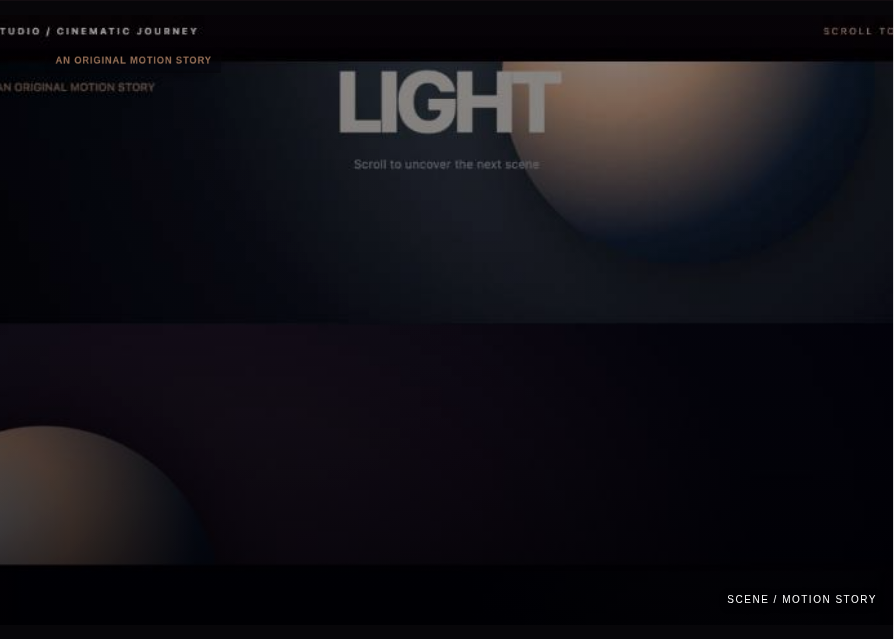 TUDIO / CINEMATIC JOURNEY
SCROLL TO
AN ORIGINAL MOTION STORY
AN ORIGINAL MOTION STORY
LIGHT
Scroll to uncover the next scene
SCENE / MOTION STORY